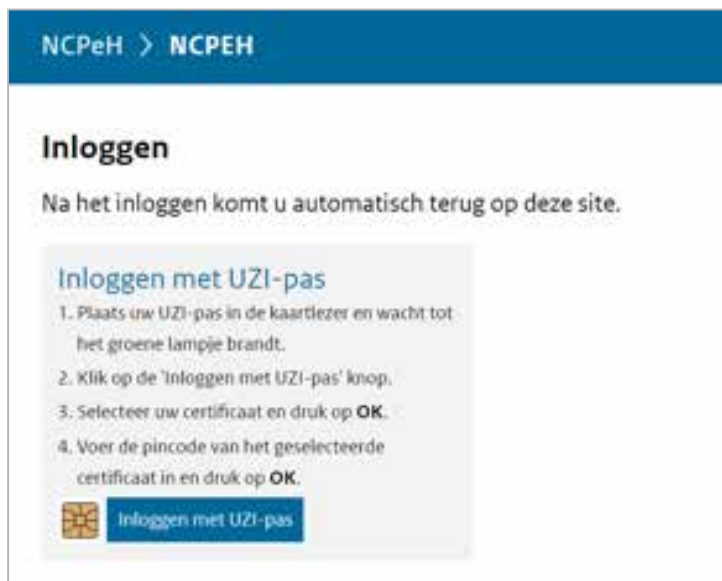 NCPeH > NCPEH
Inloggen
Na het inloggen komt u automatisch terug op deze site.
Inloggen met UZI-pas
1. Plaats uw UZI-pas in de kaartlezer en wacht tot
het groene lampje brandt.
2. Klik op de 'Inloggen met UZI-pas' knop.
3. Selecteer uw certificaat en druk op OK.
4. Voer de pincode van het geselecteerde
certificaat in en druk op OK.
Inloggen met UZI-pas